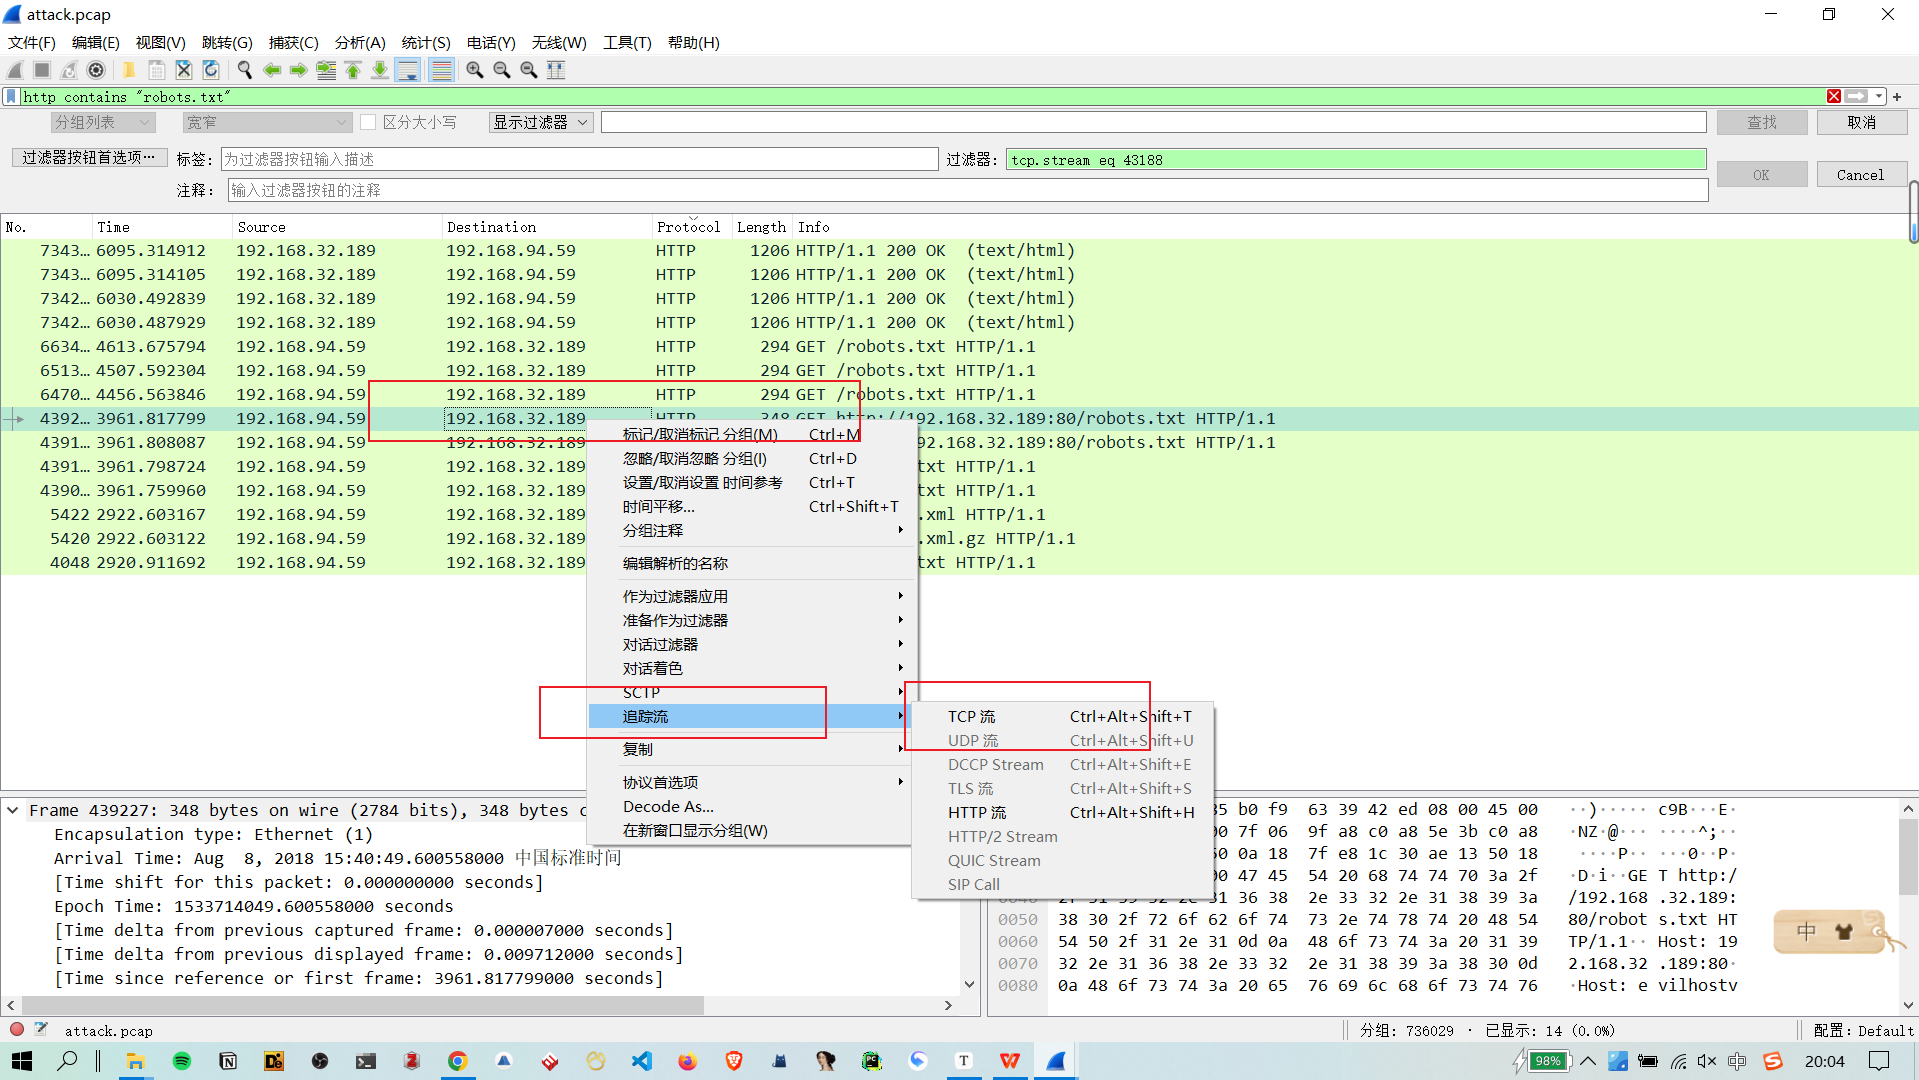 attack.pcap
文件(F) 编辑(E) 视图(V) 跳转(G) 捕获(C) 分析(A) 统计(S) 电话(Y) 无线(W) 工具(T) 帮助(H)
http contains "robots.txt"
分组列表 宽窄 区分大小写 显示过滤器 查找 取消
过滤器按钮首选项… 标签: 为过滤器按钮输入描述 过滤器: tcp.stream eq 43188
注释: 输入过滤器按钮的注释 OK Cancel
No. Time Source Destination Protocol Length Info
7343… 6095.314912 192.168.32.189 192.168.94.59 HTTP 1206 HTTP/1.1 200 OK (text/html)
7343… 6095.314105 192.168.32.189 192.168.94.59 HTTP 1206 HTTP/1.1 200 OK (text/html)
7342… 6030.492839 192.168.32.189 192.168.94.59 HTTP 1206 HTTP/1.1 200 OK (text/html)
7342… 6030.487929 192.168.32.189 192.168.94.59 HTTP 1206 HTTP/1.1 200 OK (text/html)
6634… 4613.675794 192.168.94.59 192.168.32.189 HTTP 294 GET /robots.txt HTTP/1.1
6513… 4507.592304 192.168.94.59 192.168.32.189 HTTP 294 GET /robots.txt HTTP/1.1
6470… 4456.563846 192.168.94.59 192.168.32.189 HTTP 294 GET /robots.txt HTTP/1.1
4392… 3961.817799 192.168.94.59 192.168.32.189 HTTP 348 GET http://192.168.32.189:80/robots.txt HTTP/1.1
4391… 3961.808087 192.168.94.59 192.168.32.189 92.168.32.189:80/robots.txt HTTP/1.1
4391… 3961.798724 192.168.94.59 192.168.32.189 txt HTTP/1.1
4390… 3961.759960 192.168.94.59 192.168.32.189 txt HTTP/1.1
5422 2922.603167 192.168.94.59 192.168.32.189 .xml HTTP/1.1
5420 2922.603122 192.168.94.59 192.168.32.189 .xml.gz HTTP/1.1
4048 2920.911692 192.168.94.59 192.168.32.189 txt HTTP/1.1
标记/取消标记 分组(M) Ctrl+M
忽略/取消忽略 分组(I) Ctrl+D
设置/取消设置 时间参考 Ctrl+T
时间平移... Ctrl+Shift+T
分组注释
编辑解析的名称
作为过滤器应用
准备作为过滤器
对话过滤器
对话着色
SCTP
追踪流
复制
协议首选项
Decode As...
在新窗口显示分组(W)
TCP 流 Ctrl+Alt+Shift+T
UDP 流 Ctrl+Alt+Shift+U
DCCP Stream Ctrl+Alt+Shift+E
TLS 流 Ctrl+Alt+Shift+S
HTTP 流 Ctrl+Alt+Shift+H
HTTP/2 Stream
QUIC Stream
SIP Call
Frame 439227: 348 bytes on wire (2784 bits), 348 bytes
Encapsulation type: Ethernet (1)
Arrival Time: Aug 8, 2018 15:40:49.600558000 中国标准时间
[Time shift for this packet: 0.000000000 seconds]
Epoch Time: 1533714049.600558000 seconds
[Time delta from previous captured frame: 0.000007000 seconds]
[Time delta from previous displayed frame: 0.009712000 seconds]
[Time since reference or first frame: 3961.817799000 seconds]
b0 f9 63 39 42 ed 08 00 45 00 ··)····· c9B···E·
7f 06 9f a8 c0 a8 5e 3b c0 a8 ·NZ·@··· ····^;··
0a 18 7f e8 1c 30 ae 13 50 18 ····P·· ···0··P·
47 45 54 20 68 74 74 70 3a 2f ·D·i··GE T http:/
36 38 2e 33 32 2e 31 38 39 3a /192.168 .32.189:
0050 38 30 2f 72 6f 62 6f 74 73 2e 74 78 74 20 48 54 80/robot s.txt HT
0060 54 50 2f 31 2e 31 0d 0a 48 6f 73 74 3a 20 31 39 TP/1.1·· Host: 19
0070 32 2e 31 36 38 2e 33 32 2e 31 38 39 3a 38 30 0d 2.168.32 .189:80·
0080 0a 48 6f 73 74 3a 20 65 76 69 6c 68 6f 73 74 76 ·Host: e vilhostv
中
attack.pcap 分组: 736029 · 已显示: 14 (0.0%) 配置: Default
98% 中 20:04